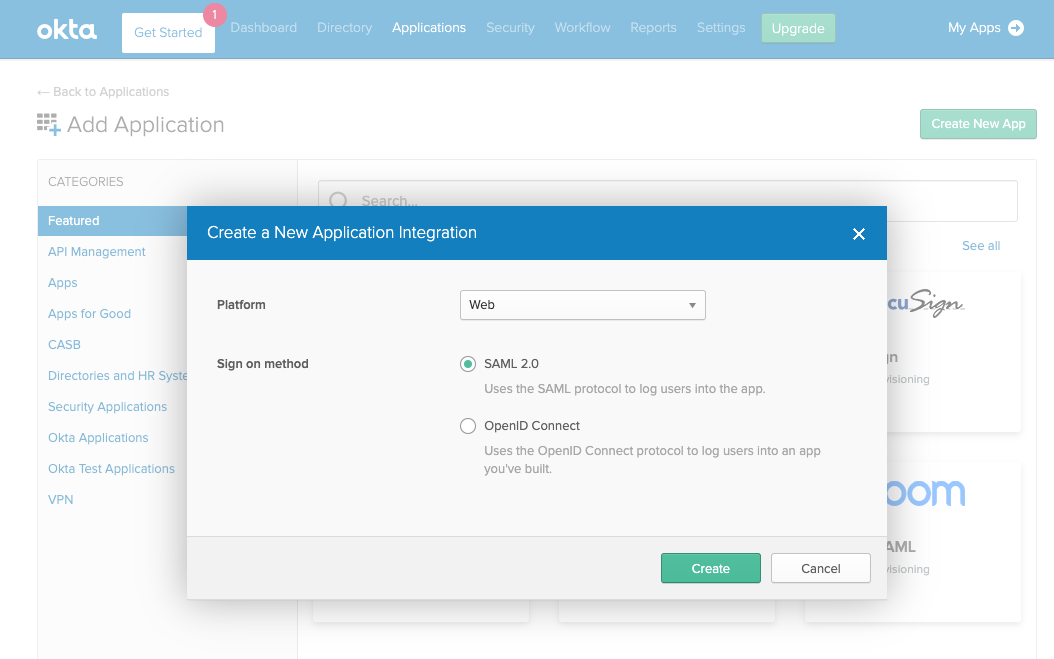 okta
Get Started
1
Dashboard
Directory
Applications
Security
Workflow
Reports
Settings
Upgrade
My Apps
← Back to Applications
Add Application
Create New App
CATEGORIES
Search...
Featured
API Management
Apps
Apps for Good
CASB
Directories and HR Syste
Security Applications
Okta Applications
Okta Test Applications
VPN
See all
Create a New Application Integration
Platform
Web
Sign on method
SAML 2.0
Uses the SAML protocol to log users into the app.
OpenID Connect
Uses the OpenID Connect protocol to log users into an app
you've built.
Create
Cancel
cuSign
gn
visioning
oom
AML
visioning